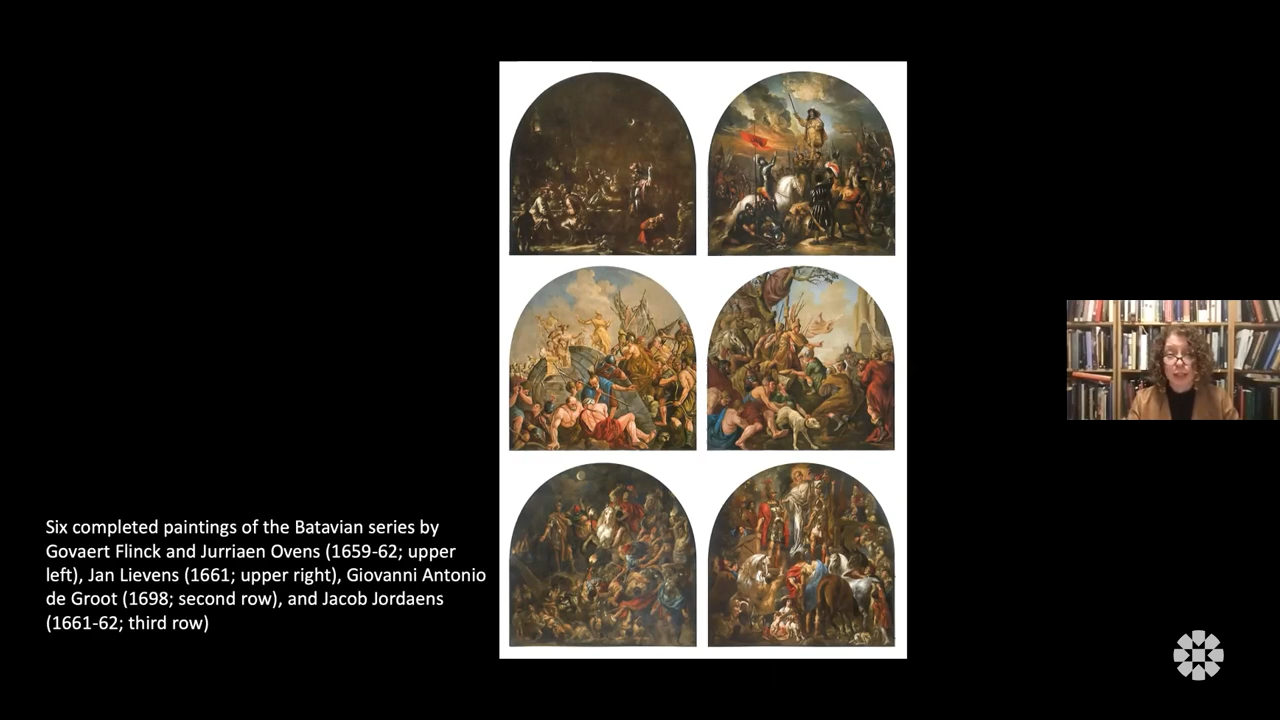 Six completed paintings of the Batavian series by
Govaert Flinck and Jurriaen Ovens (1659-62; upper
left), Jan Lievens (1661; upper right), Giovanni Antonio
de Groot (1698; second row), and Jacob Jordaens
(1661-62; third row)